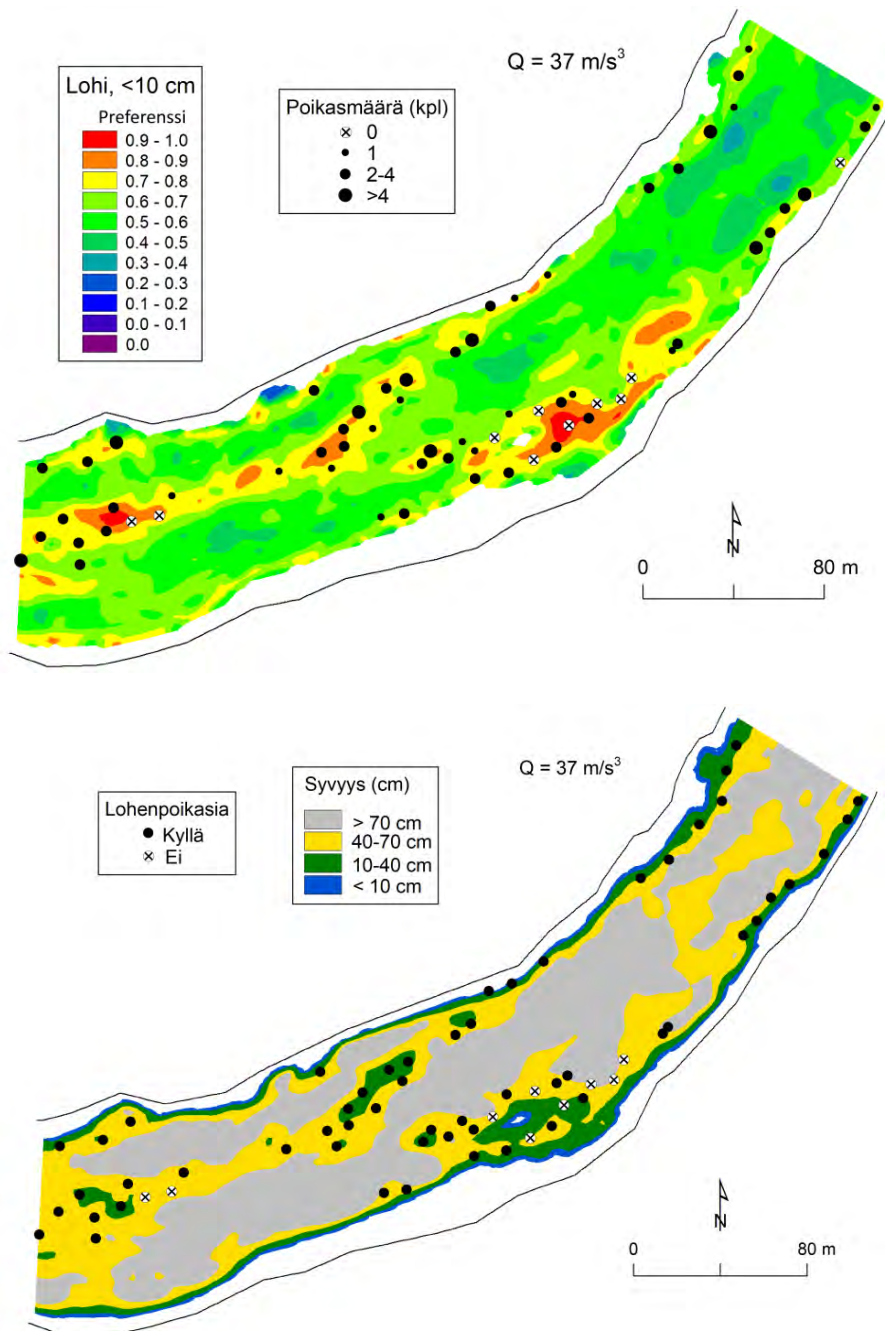 Lohi, <10 cm
Preferenssi
0.9 - 1.0
0.8 - 0.9
0.7 - 0.8
0.6 - 0.7
0.5 - 0.6
0.4 - 0.5
0.3 - 0.4
0.2 - 0.3
0.1 - 0.2
0.0 - 0.1
0.0
Poikasmäärä (kpl)
0
1
2-4
>4
Q = 37 m/s³
N
0 80 m
Lohenpoikasia
Kyllä
Ei
Syvyys (cm)
> 70 cm
40-70 cm
10-40 cm
< 10 cm
Q = 37 m/s³
N
0 80 m